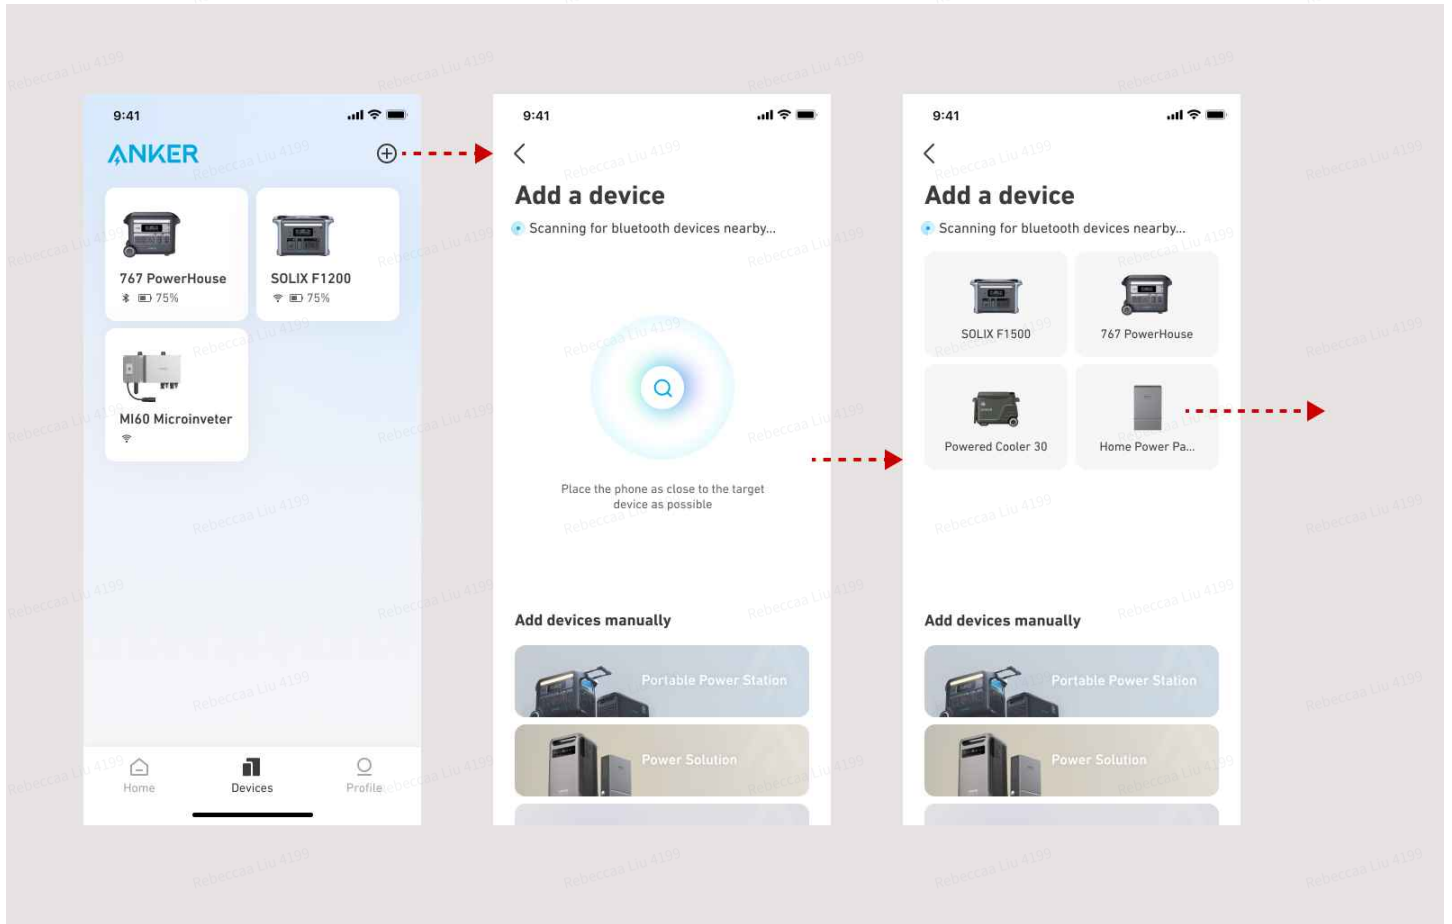 9:41
ANKER
767 PowerHouse
75%
SOLIX F1200
75%
MI60 Microinveter
Home
Devices
Profile
9:41
Add a device
Scanning for bluetooth devices nearby...
Place the phone as close to the target
device as possible
Add devices manually
Portable Power Station
Power Solution
9:41
Add a device
Scanning for bluetooth devices nearby...
SOLIX F1500
767 PowerHouse
Powered Cooler 30
Home Power Pa...
Add devices manually
Portable Power Station
Power Solution
Rebeccaa Liu 4199